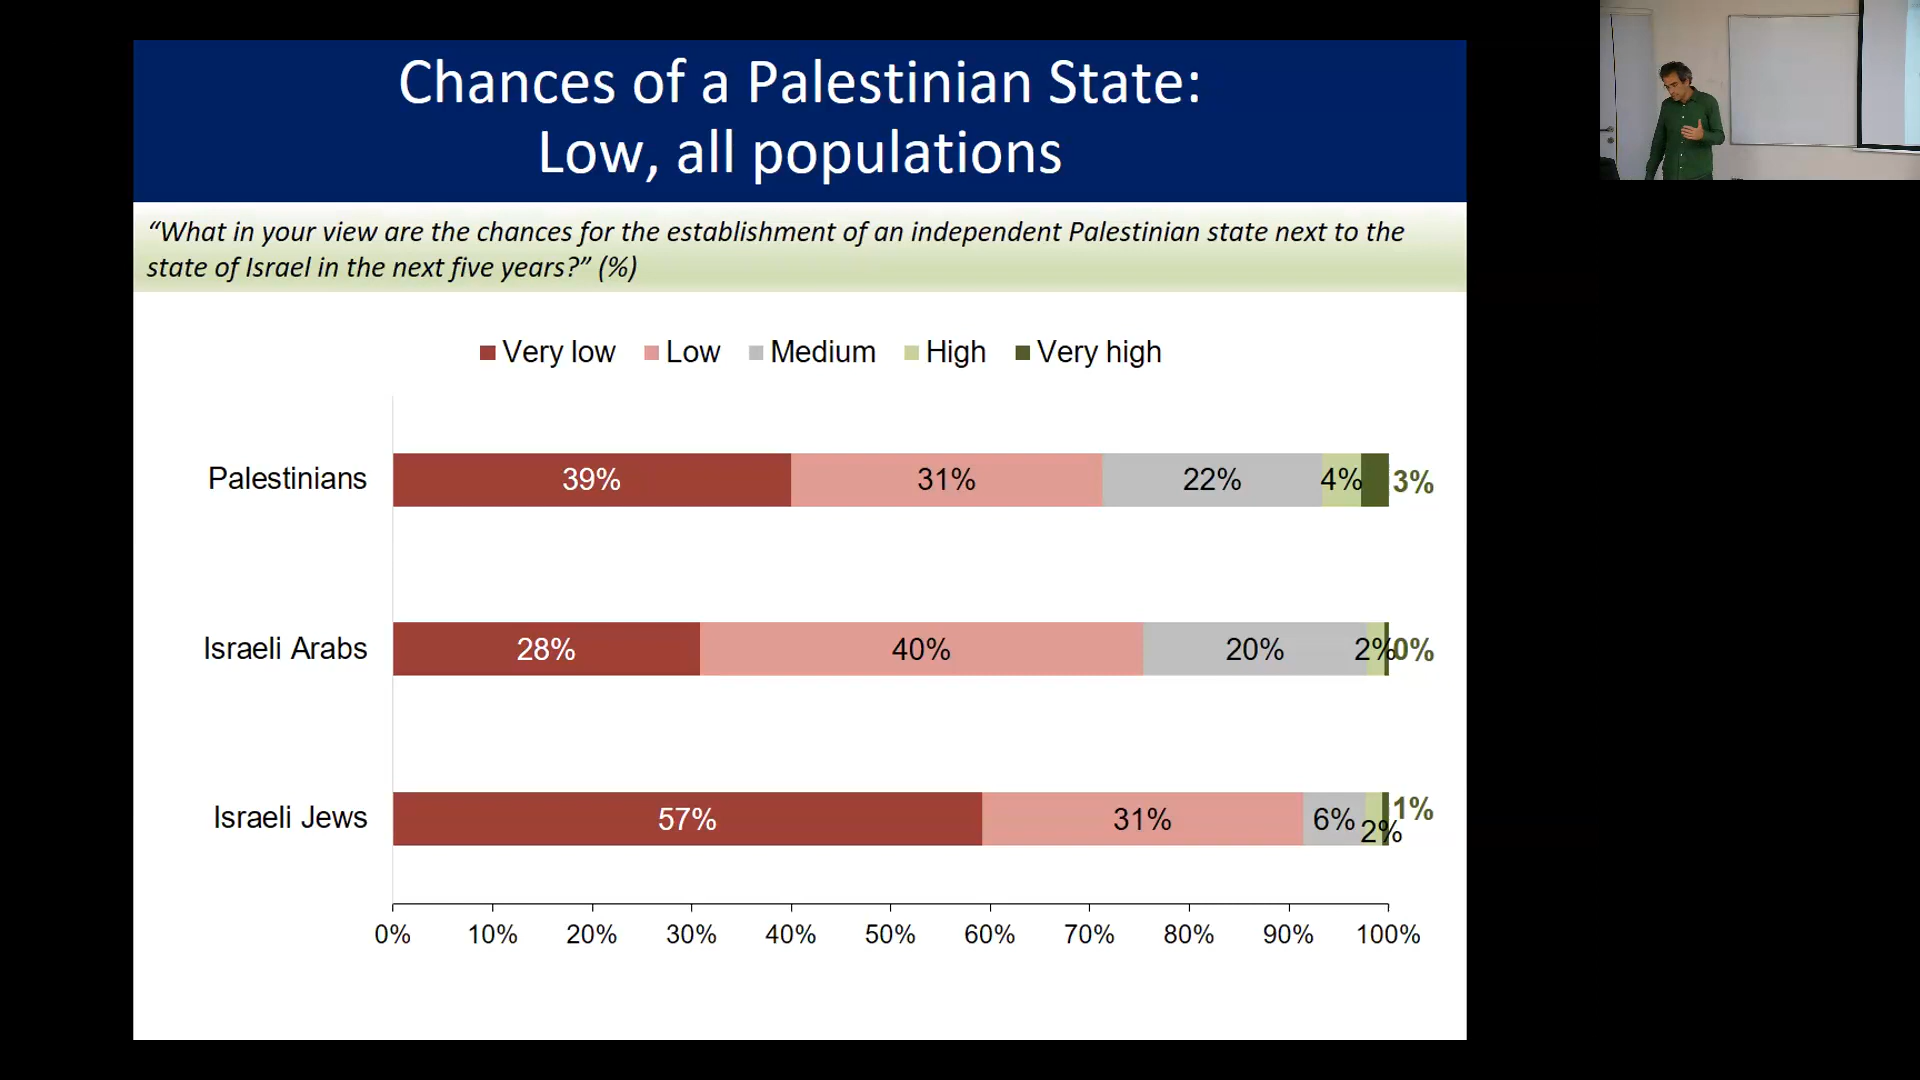 Chances of a Palestinian State:
Low, all populations
“What in your view are the chances for the establishment of an independent Palestinian state next to the
state of Israel in the next five years?” (%)
Very low Low Medium High Very high
Palestinians 39% 31% 22% 4% 3%
Israeli Arabs 28% 40% 20% 2% 0%
Israeli Jews 57% 31% 6% 2% 1%
0% 10% 20% 30% 40% 50% 60% 70% 80% 90% 100%